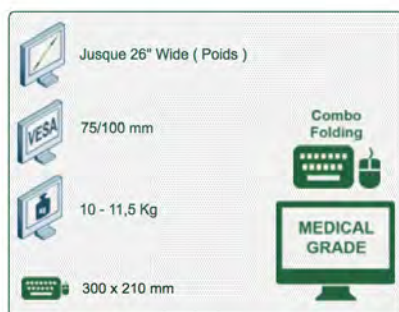 Jusque 26" Wide ( Poids )
VESA
75/100 mm
KG
10 - 11,5 Kg
300 x 210 mm
Combo
Folding
MEDICAL
GRADE